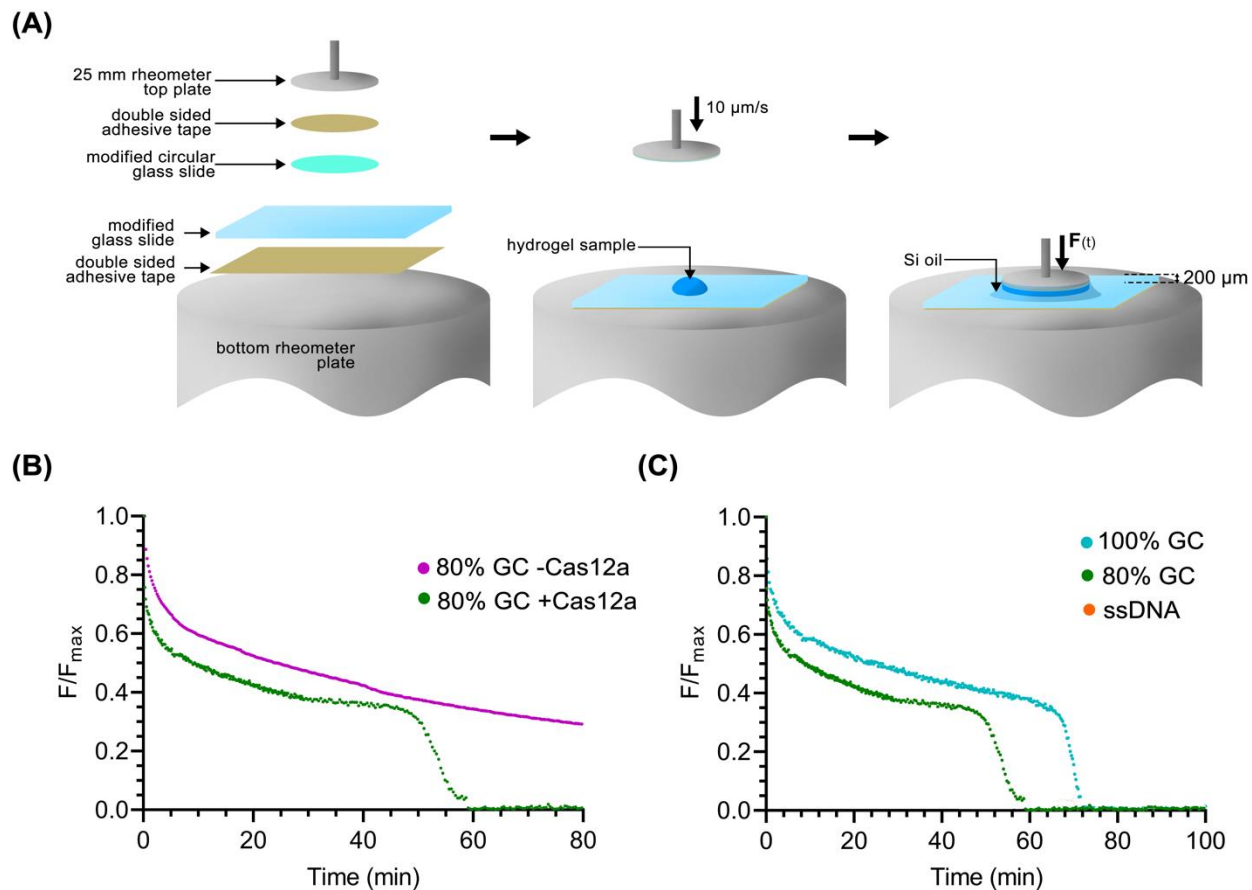 (A)
25 mm rheometer
top plate
double sided
adhesive tape
modified circular
glass slide
modified
glass slide
double sided
adhesive tape
bottom rheometer
plate
10 µm/s
hydrogel sample
Si oil
F(t)
200 µm
(B)
1.0
0.8
0.6
0.4
0.2
0.0
F/Fmax
80% GC -Cas12a
80% GC +Cas12a
0 20 40 60 80
Time (min)
(C)
1.0
0.8
0.6
0.4
0.2
0.0
F/Fmax
100% GC
80% GC
ssDNA
0 20 40 60 80 100
Time (min)